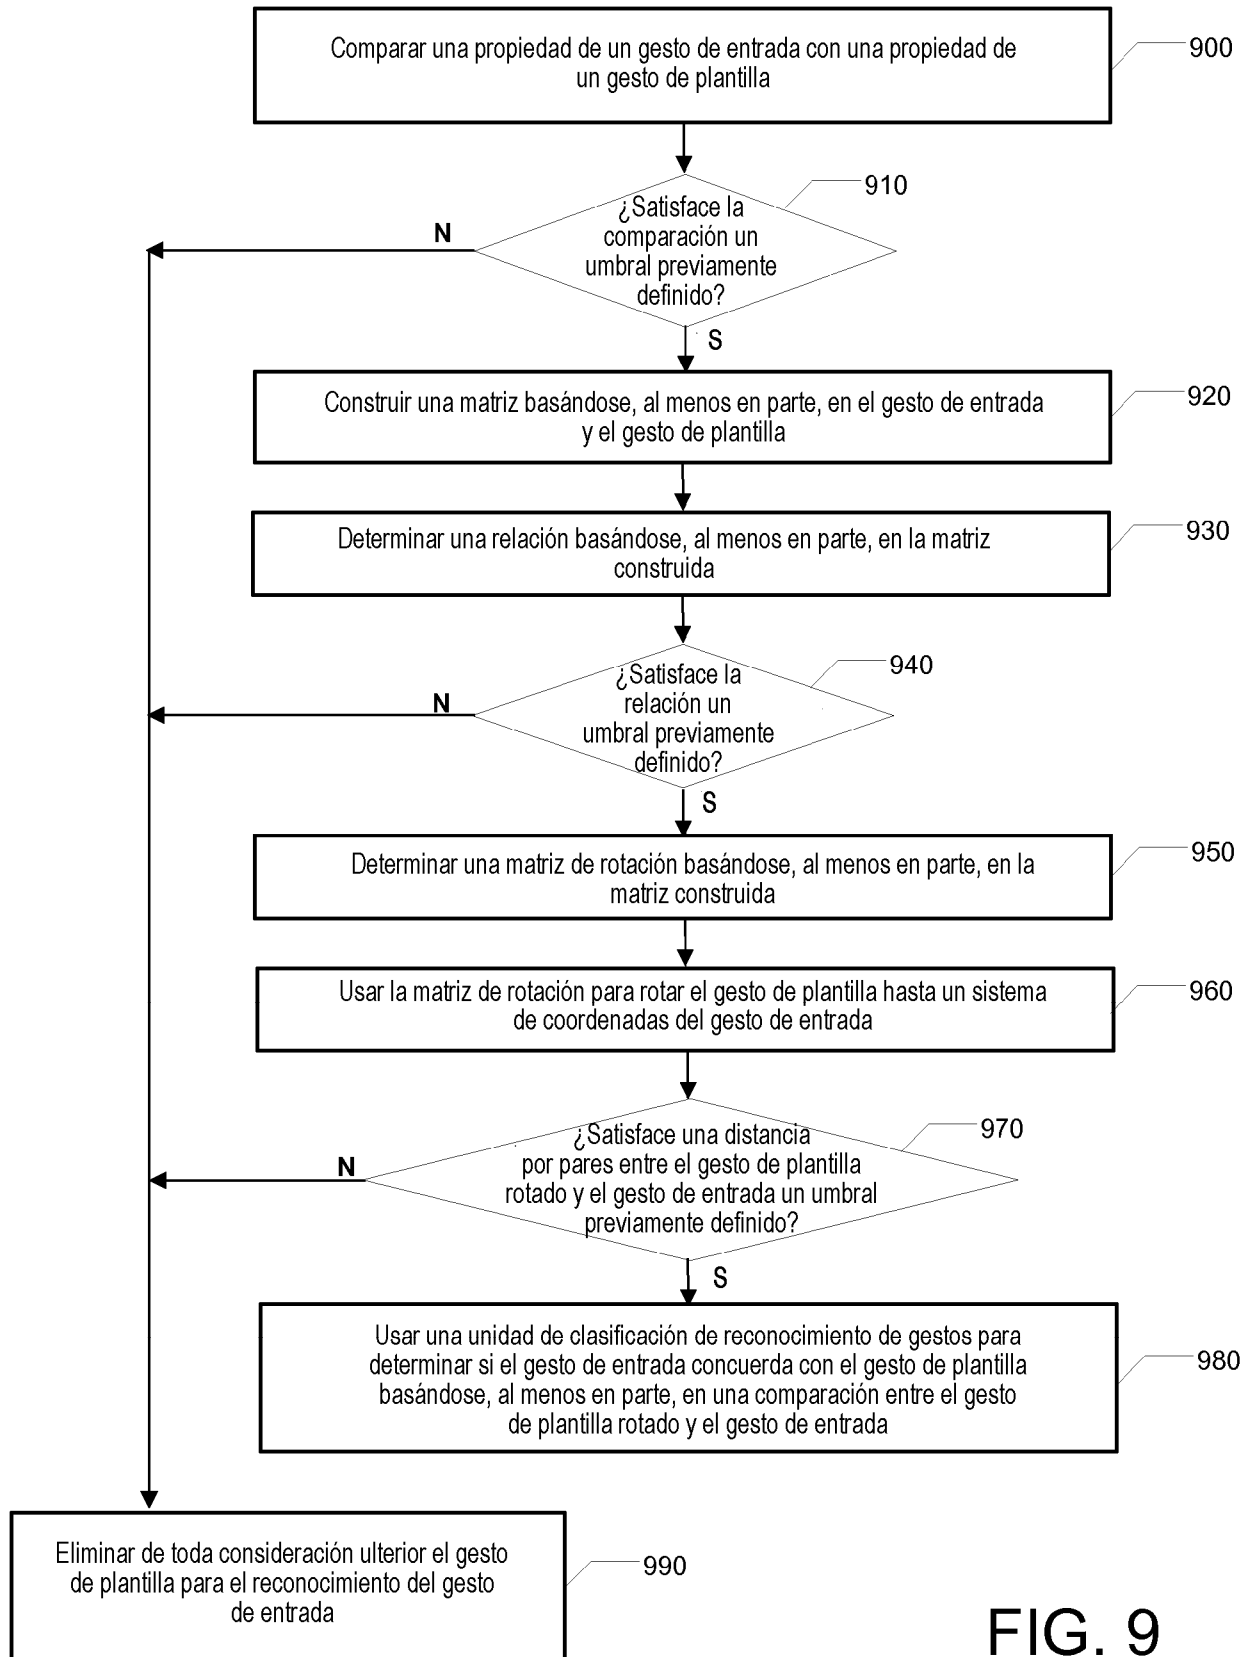 Comparar una propiedad de un gesto de entrada con una propiedad de
un gesto de plantilla
900
910
¿Satisface la
comparación un
umbral previamente
definido?
N
S
Construir una matriz basándose, al menos en parte, en el gesto de entrada
y el gesto de plantilla
920
Determinar una relación basándose, al menos en parte, en la matriz
construida
930
940
¿Satisface la
relación un
umbral previamente
definido?
N
S
Determinar una matriz de rotación basándose, al menos en parte, en la
matriz construida
950
Usar la matriz de rotación para rotar el gesto de plantilla hasta un sistema
de coordenadas del gesto de entrada
960
970
¿Satisface una distancia
por pares entre el gesto de plantilla
rotado y el gesto de entrada un umbral
previamente definido?
N
S
Usar una unidad de clasificación de reconocimiento de gestos para
determinar si el gesto de entrada concuerda con el gesto de plantilla
basándose, al menos en parte, en una comparación entre el gesto
de plantilla rotado y el gesto de entrada
980
Eliminar de toda consideración ulterior el gesto
de plantilla para el reconocimiento del gesto
de entrada
990
FIG. 9